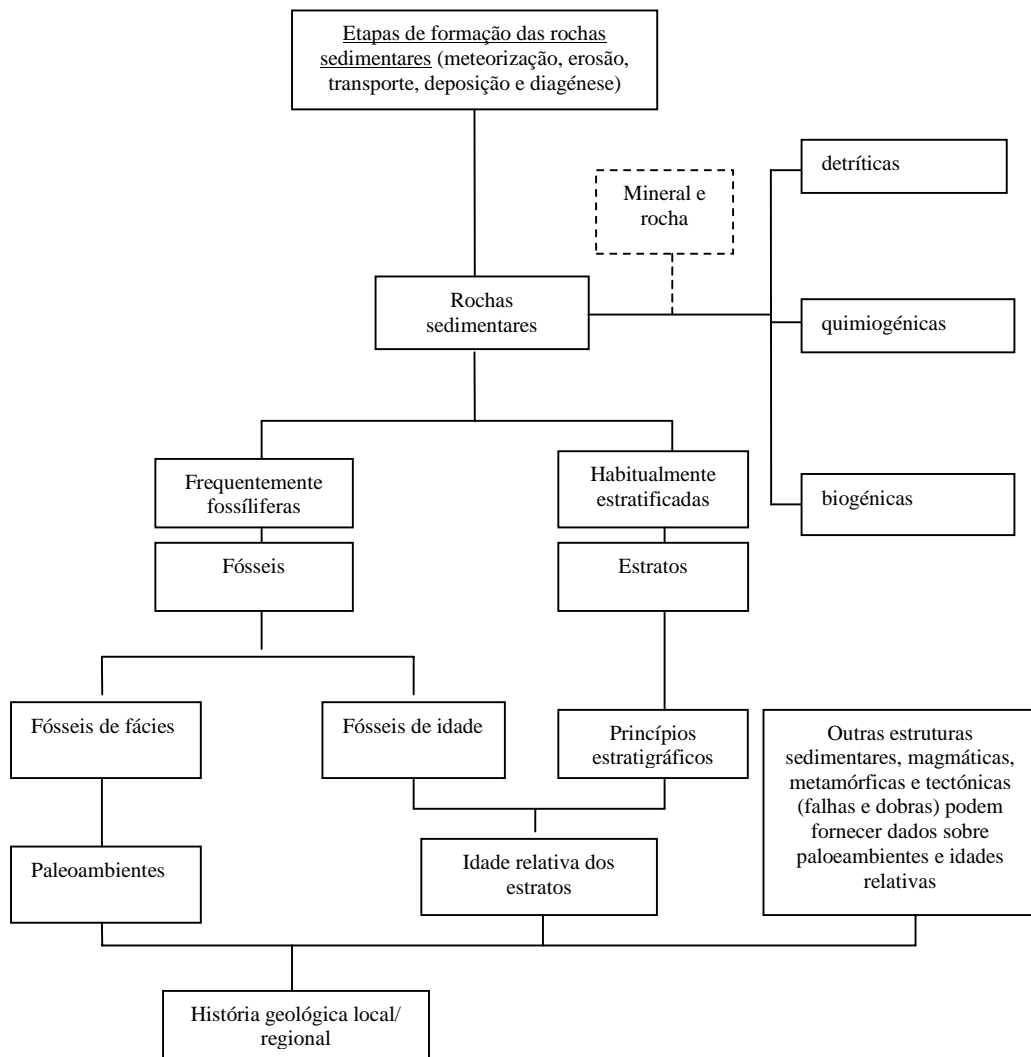 Etapas de formação das rochas
sedimentares (meteorização, erosão,
transporte, deposição e diagénese)
detríticas
Mineral e
rocha
Rochas
sedimentares
quimiogénicas
Frequentemente
fossílíferas
Habitualmente
estratificadas
biogénicas
Fósseis
Estratos
Fósseis de fácies
Fósseis de idade
Princípios
estratigráficos
Outras estruturas
sedimentares, magmáticas,
metamórficas e tectónicas
(falhas e dobras) podem
fornecer dados sobre
paloeambientes e idades
relativas
Paleoambientes
Idade relativa dos
estratos
História geológica local/
regional